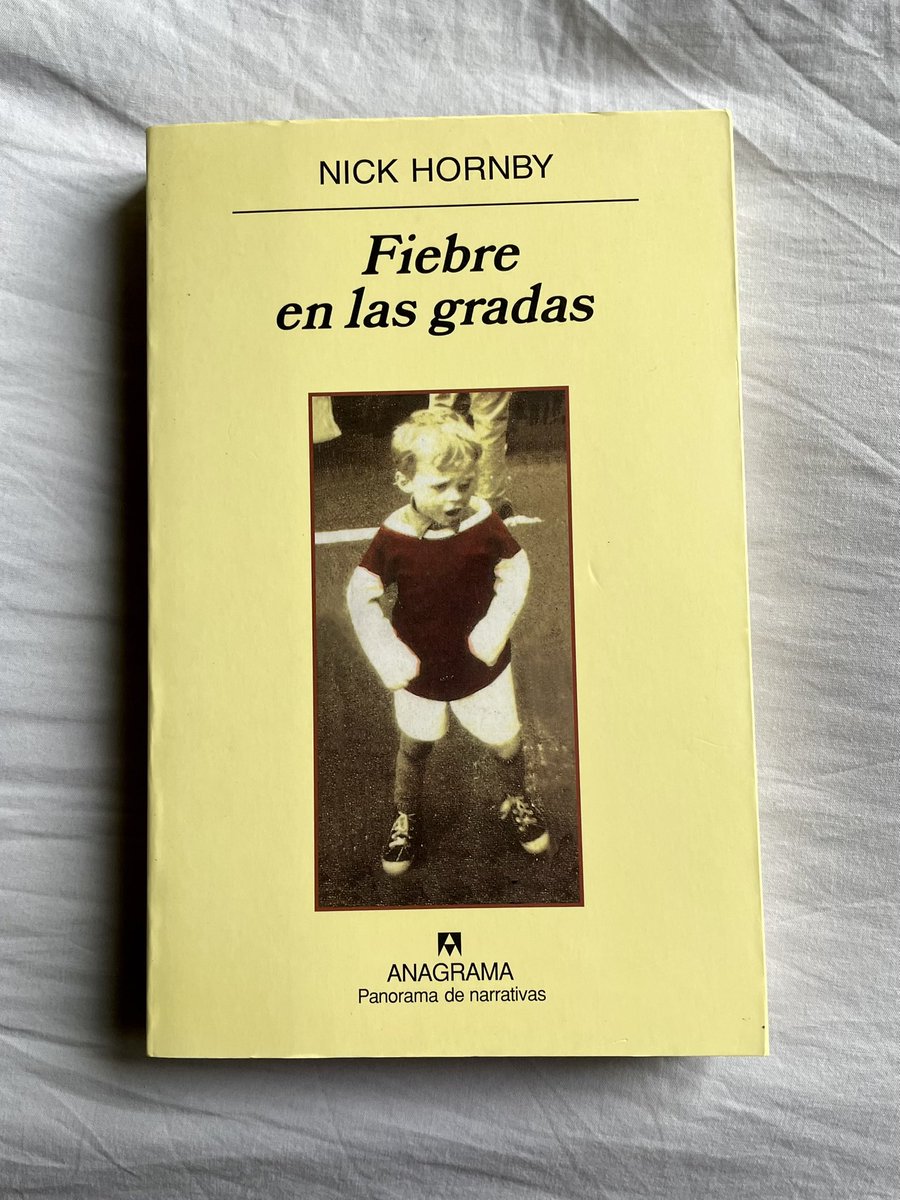 NICK HORNBY
Fiebre
en las gradas
ANAGRAMA
Panorama de narrativas